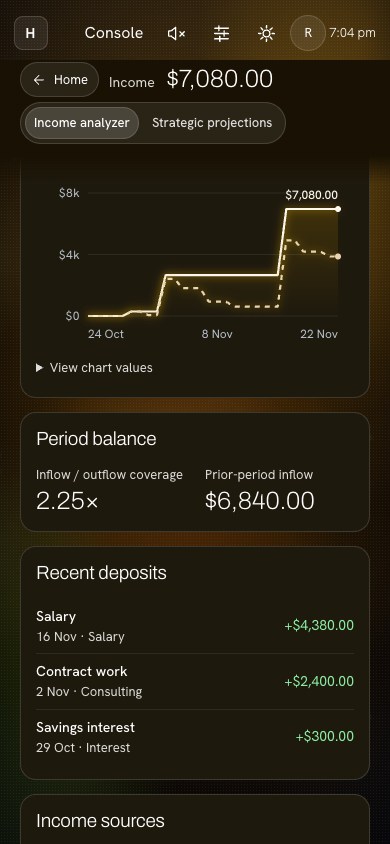 H
Console
R
7:04 pm
Home
Income
$7,080.00
Income analyzer
Strategic projections
$7,080.00
$8k
$4k
$0
24 Oct
8 Nov
22 Nov
View chart values
Period balance
Inflow / outflow coverage
Prior-period inflow
2.25×
$6,840.00
Recent deposits
Salary
16 Nov · Salary
+$4,380.00
Contract work
2 Nov · Consulting
+$2,400.00
Savings interest
29 Oct · Interest
+$300.00
Income sources